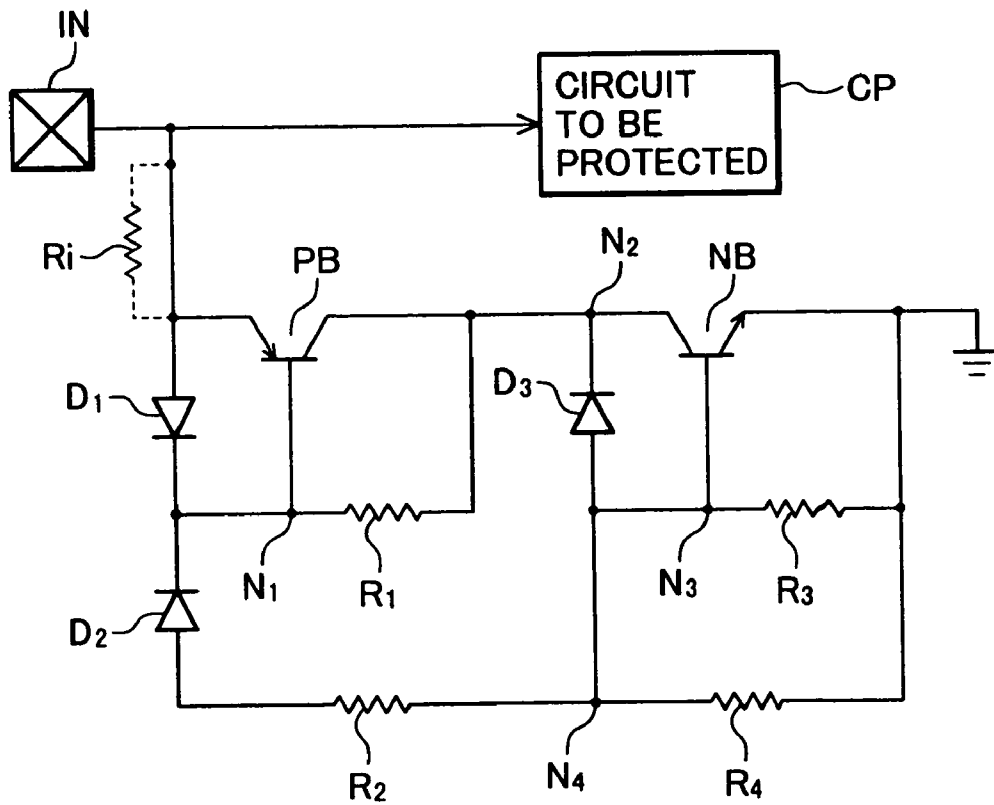 IN
CIRCUIT
TO BE
PROTECTED
CP
Ri
PB
N2
NB
D1
D3
N1
R1
N3
R3
D2
R2
N4
R4